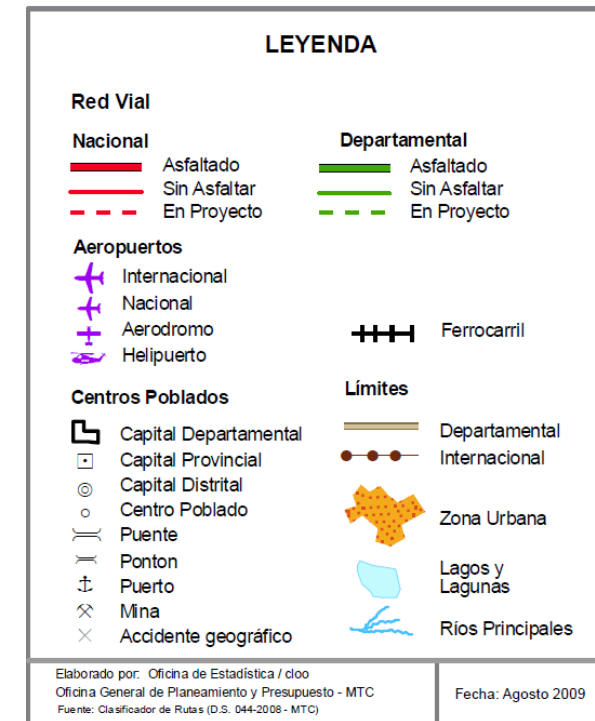 LEYENDA
Red Vial
Nacional
Asfaltado
Sin Asfaltar
En Proyecto
Departamental
Asfaltado
Sin Asfaltar
En Proyecto
Aeropuertos
Internacional
Nacional
Aerodromo
Helipuerto
Ferrocarril
Centros Poblados
Capital Departamental
Capital Provincial
Capital Distrital
Centro Poblado
Puente
Ponton
Puerto
Mina
Accidente geográfico
Límites
Departamental
Internacional
Zona Urbana
Lagos y
Lagunas
Ríos Principales
Elaborado por: Oficina de Estadística / cloo
Oficina General de Planeamiento y Presupuesto - MTC
Fuente: Clasificador de Rutas (D.S. 044-2008 - MTC)
Fecha: Agosto 2009